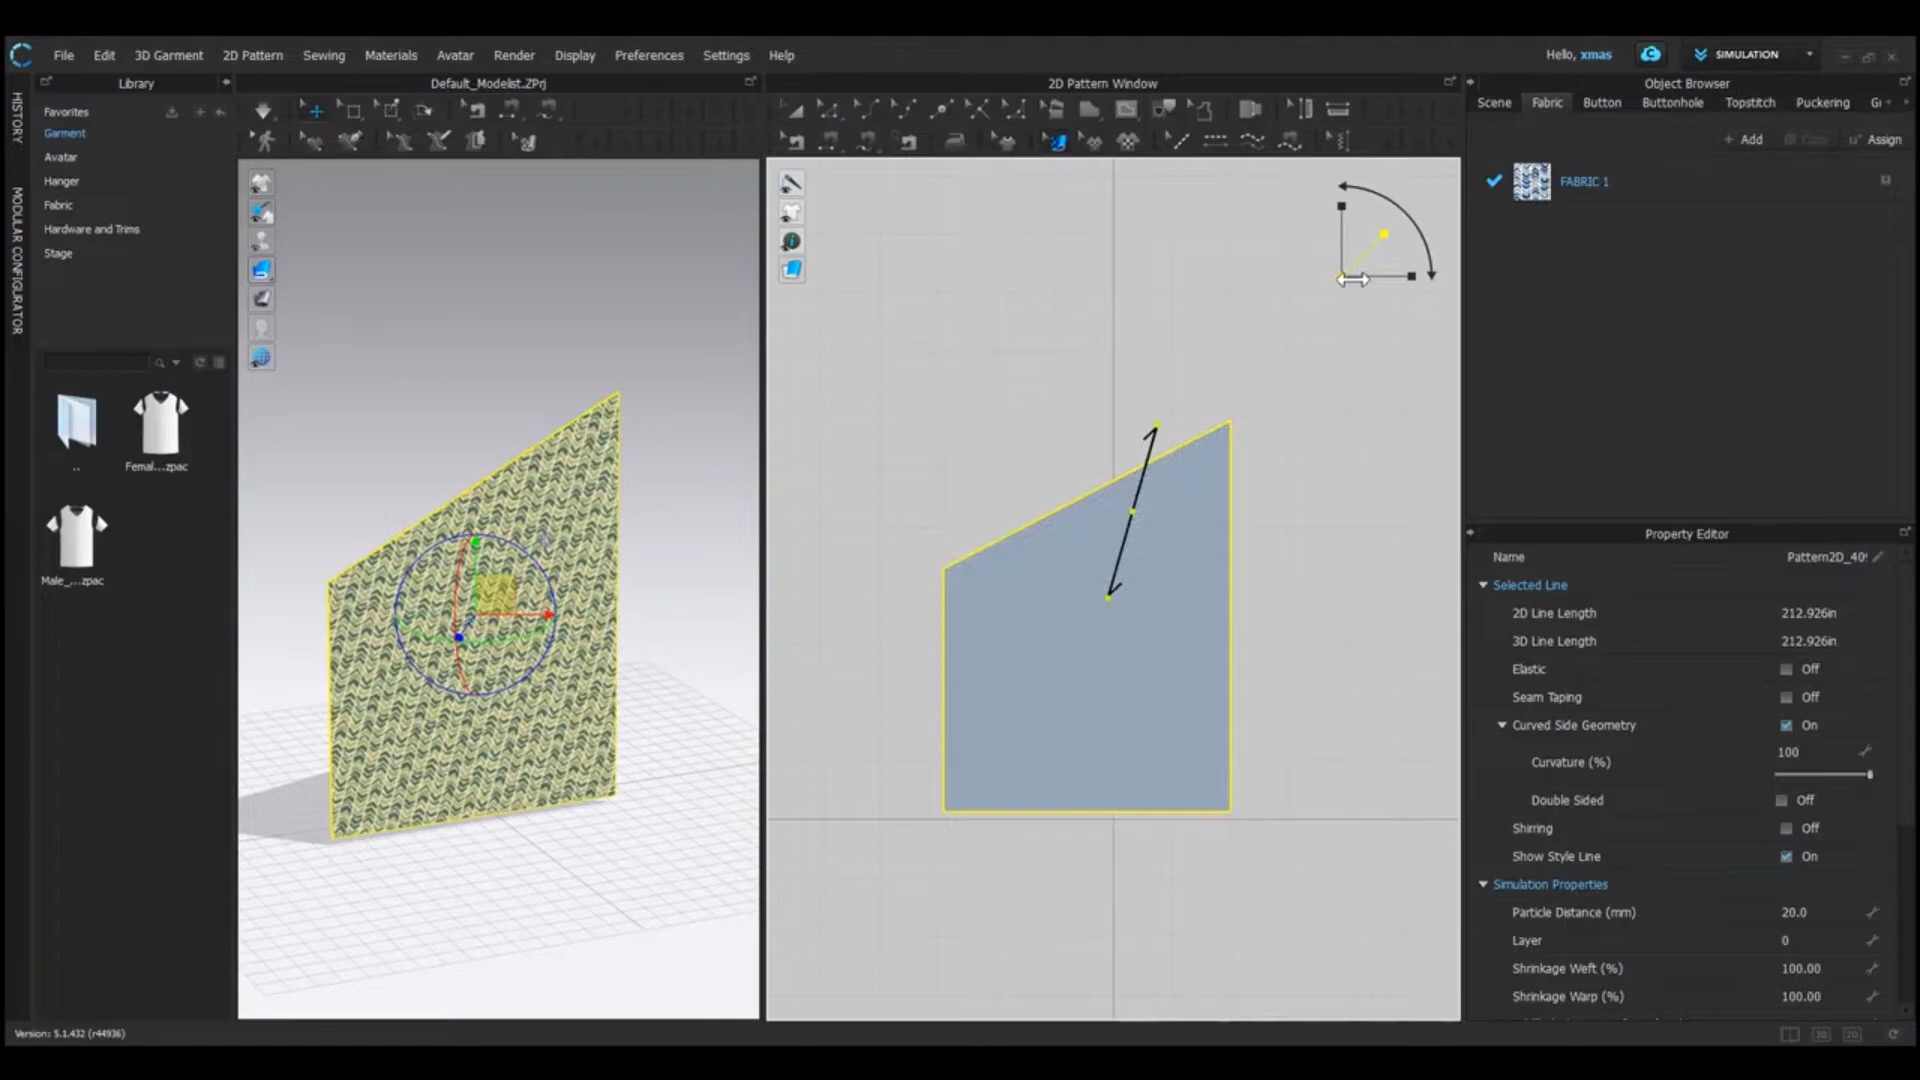 File Edit 3D Garment 2D Pattern Sewing Materials Avatar Render Display Preferences Settings Help
Hello, xmas
SIMULATION
HISTORY
MODULAR CONFIGURATOR
Library
Favorites
Garment
Avatar
Hanger
Fabric
Hardware and Trims
Stage
..
Femal...zpac
Male_...zpac
Default_Modelist.ZPrj
2D Pattern Window
Object Browser
Scene Fabric Button Buttonhole Topstitch Puckering
+ Add
Assign
FABRIC 1
Property Editor
Name
Selected Line
2D Line Length 212.926in
3D Line Length 212.926in
Elastic Off
Seam Taping Off
Curved Side Geometry On
Curvature (%) 100
Double Sided Off
Shirring Off
Show Style Line On
Simulation Properties
Particle Distance (mm) 20.0
Layer 0
Shrinkage Weft (%) 100.00
Shrinkage Warp (%) 100.00
Version: 5.1.432 (r44936)
3D
2D